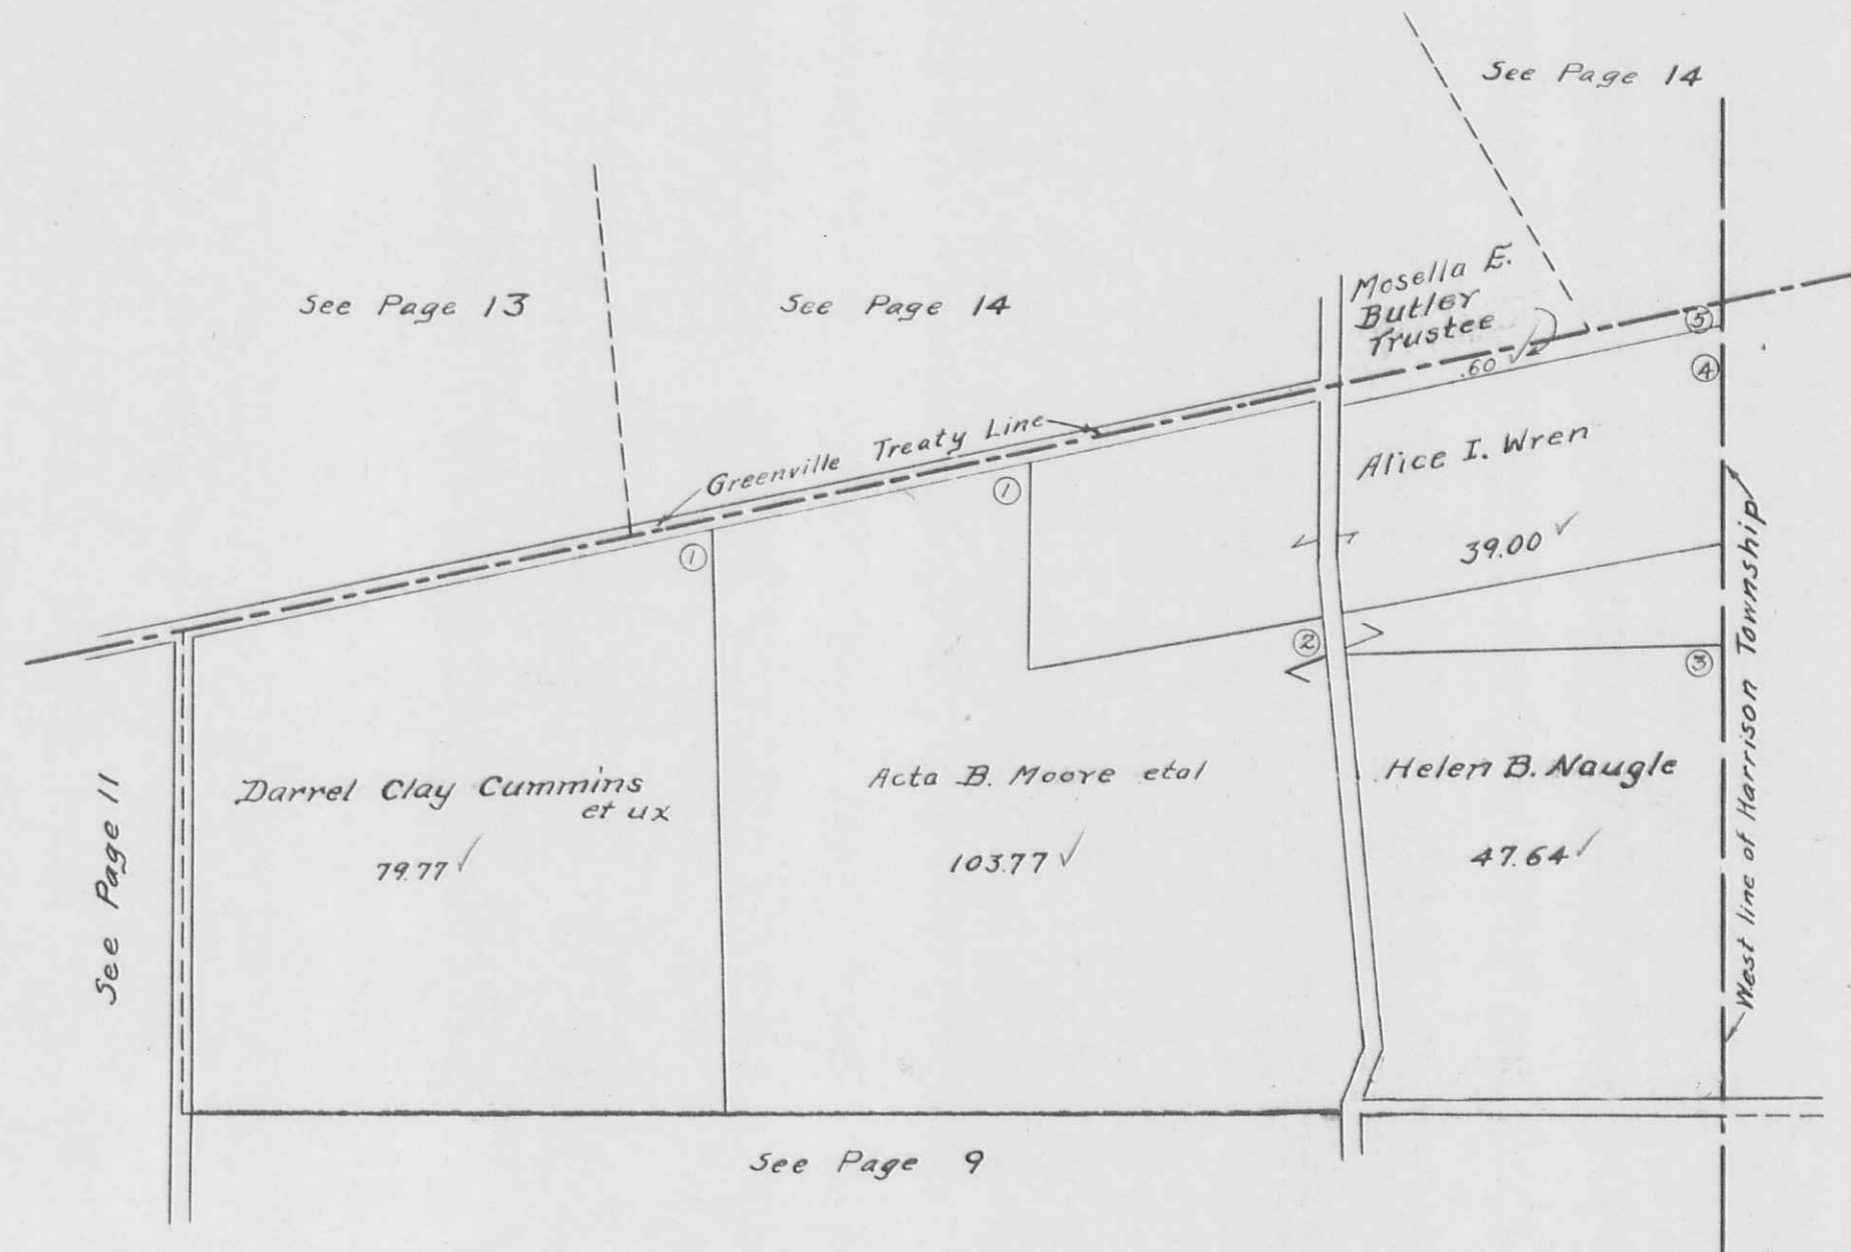 See Page 14
See Page 13
See Page 14
Mosella E.
Butler
Trustee
.60
5
4
Greenville Treaty Line
1
1
Alice I. Wren
39.00
2
3
See Page 11
Darrel Clay Cummins
et ux
79.77
Acta B. Moore etal
103.77
Helen B. Naugle
47.64
West line of Harrison Township
See Page 9